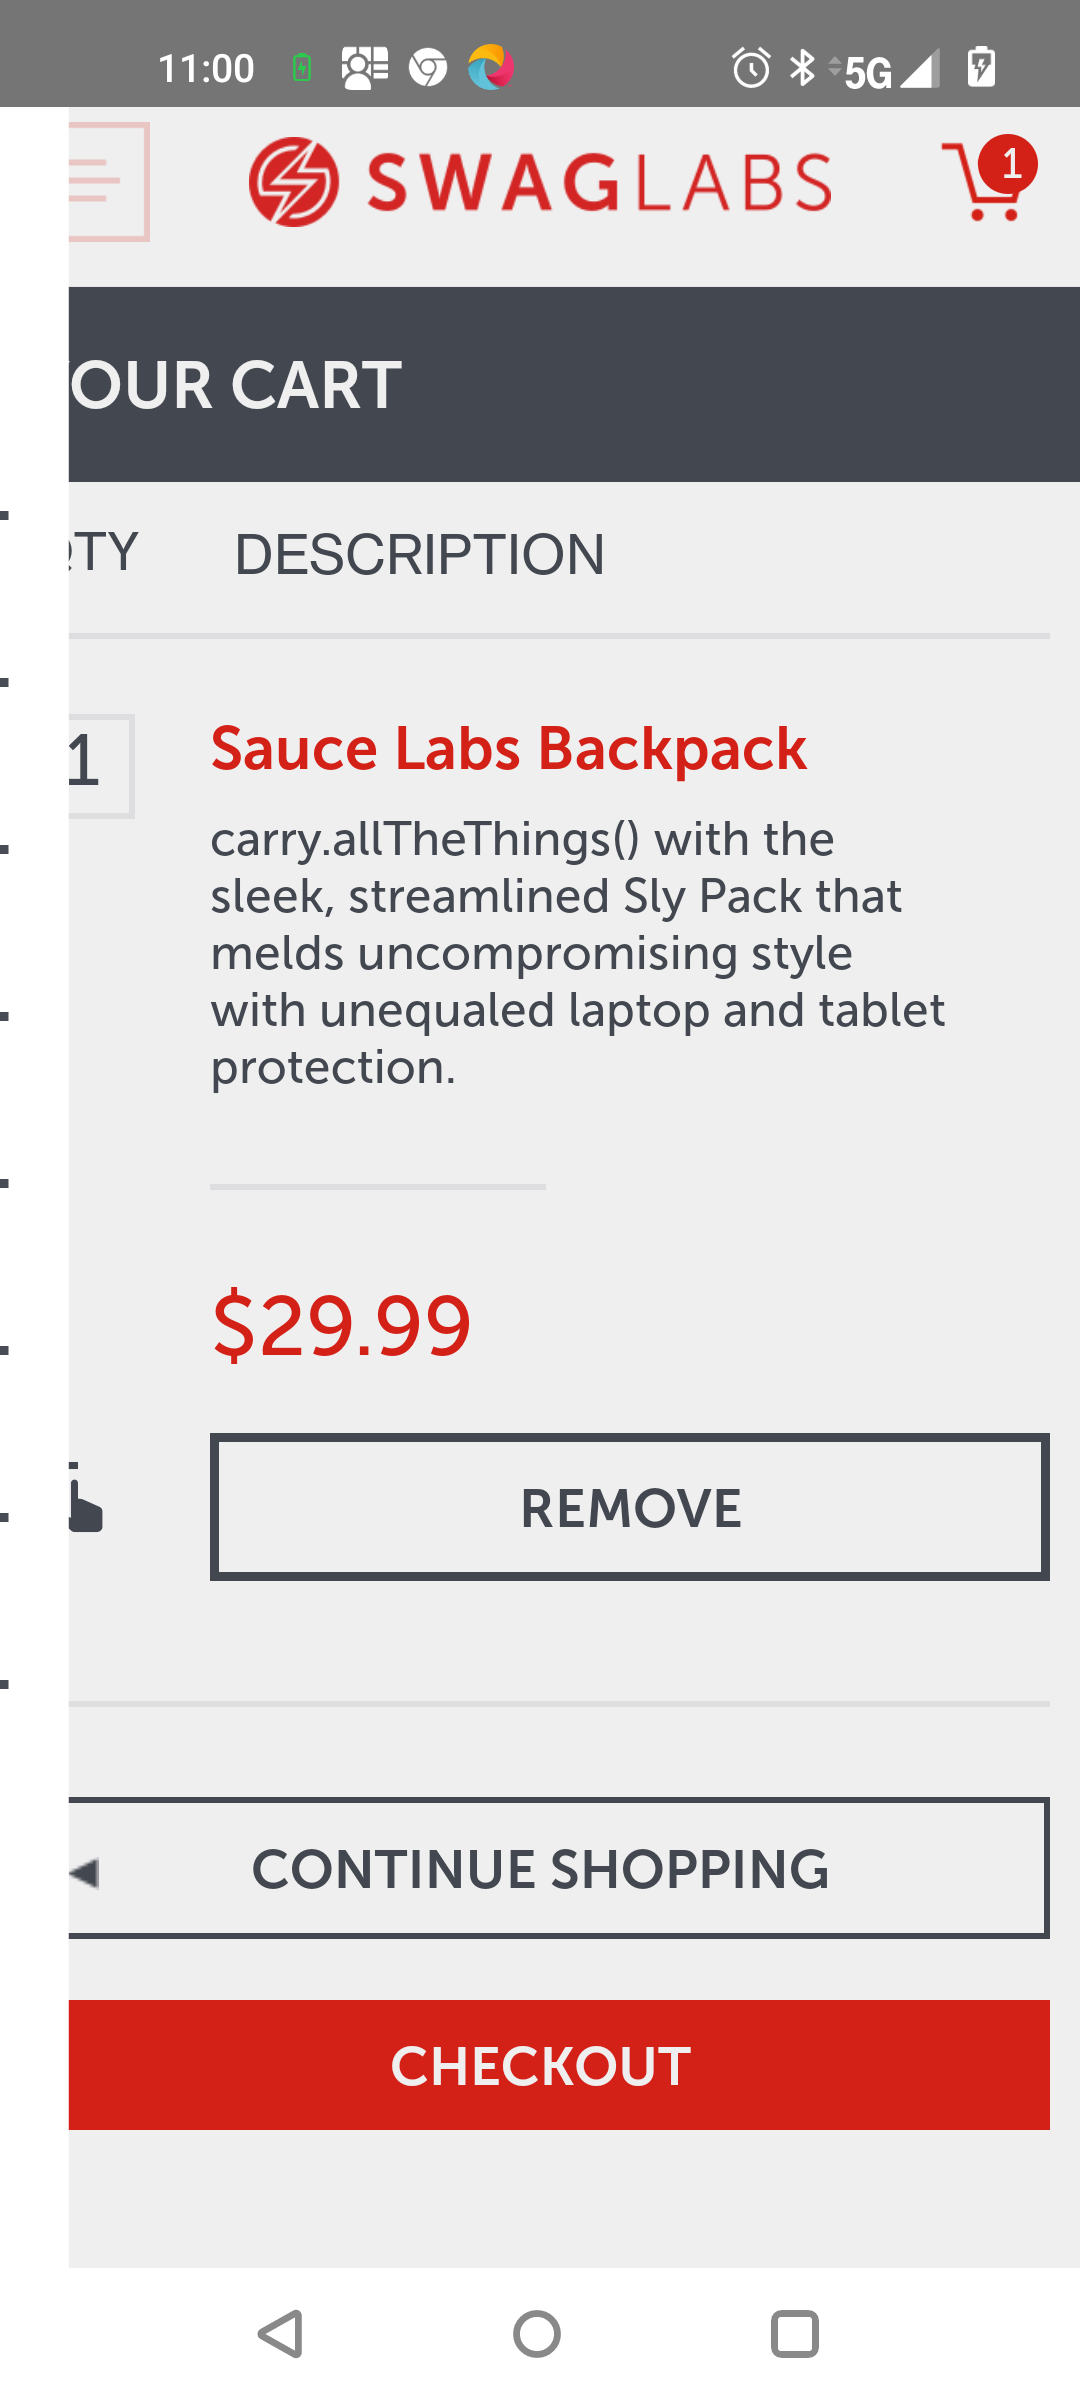 11:00 5G
SWAGLABS 1
OUR CART
TY DESCRIPTION
1 Sauce Labs Backpack
carry.allTheThings() with the
sleek, streamlined Sly Pack that
melds uncompromising style
with unequaled laptop and tablet
protection.
$29.99
REMOVE
CONTINUE SHOPPING
CHECKOUT